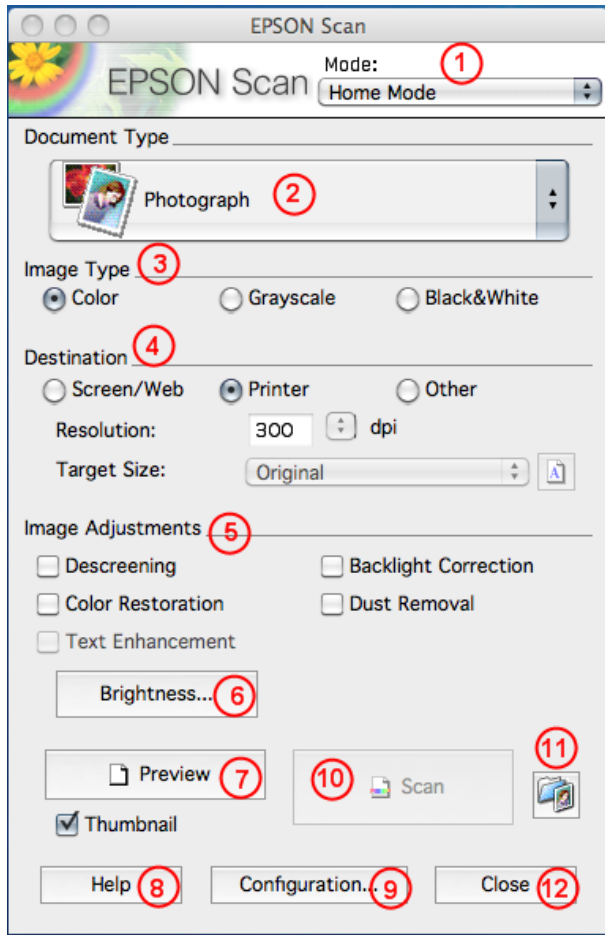 EPSON Scan
EPSON Scan
Mode: 1
Home Mode
Document Type
Photograph 2
Image Type 3
Color Grayscale Black&White
Destination 4
Screen/Web Printer Other
Resolution: 300 dpi
Target Size: Original A
Image Adjustments 5
Descreening Backlight Correction
Color Restoration Dust Removal
Text Enhancement
Brightness... 6
Preview 7 10 Scan 11
Thumbnail
Help 8 Configuration... 9 Close 12